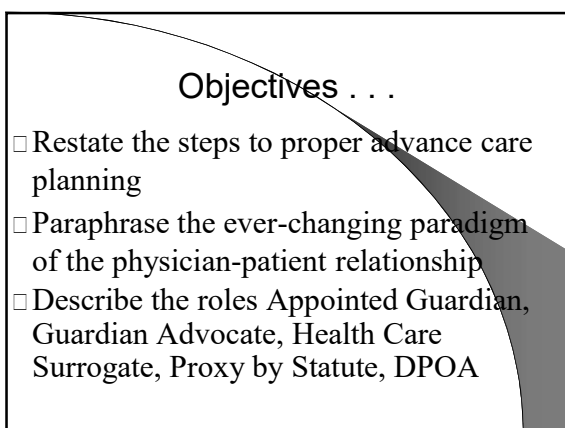 Objectives . . .
□Restate the steps to proper advance care
planning
□Paraphrase the ever-changing paradigm
of the physician-patient relationship
□Describe the roles Appointed Guardian,
Guardian Advocate, Health Care
Surrogate, Proxy by Statute, DPOA